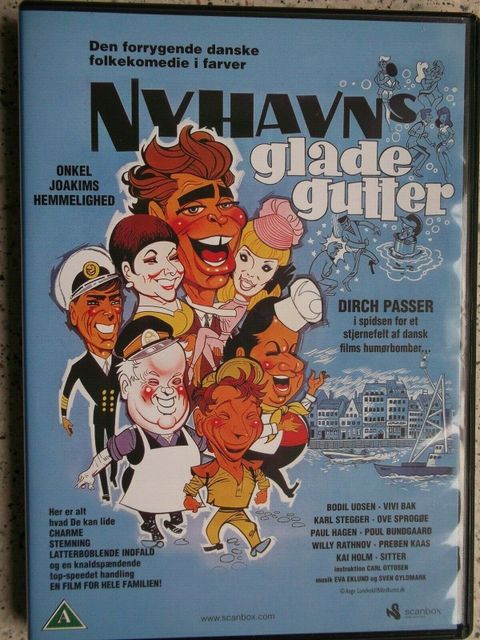 Den forrygende danske
folkekomedie i farver
NYHAVNs
glade
gutter
ONKEL
JOAKIMS
HEMMELIGHED
DIRCH PASSER
i spidsen for et
stjernefelt af dansk
films humørbomber...
Her er alt
hvad De kan lide
CHARME
STEMNING
LATTERBOBLENDE INDFALD
og en knaldspændende
top-speedet handling
EN FILM FOR HELE FAMILIEN!
BODIL UDSEN - VIVI BAK
KARL STEGGER - OVE SPROGØE
PAUL HAGEN - POUL BUNDGAARD
WILLY RATHNOV - PREBEN KAAS
KAI HOLM - SITTER
instruktion CARL OTTOSEN
musik EVA EKLUND og SVEN GYLDMARK
A
www.scanbox.com
scanbox